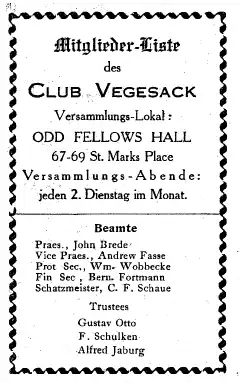 Mitglieder-Liste
des
CLUB VEGESACK
Versammlungs-Lokal:
ODD FELLOWS HALL
67-69 St. Marks Place
Versammlungs-Abende:
jeden 2. Dienstag im Monat.
Beamte
Praes., John Brede
Vice Praes., Andrew Fasse
Prot Sec., Wm. Wobbecke
Fin Sec., Bern. Fortmann
Schatzmeister, C. F. Schaue
Trustees
Gustav Otto
F. Schulken
Alfred Jaburg